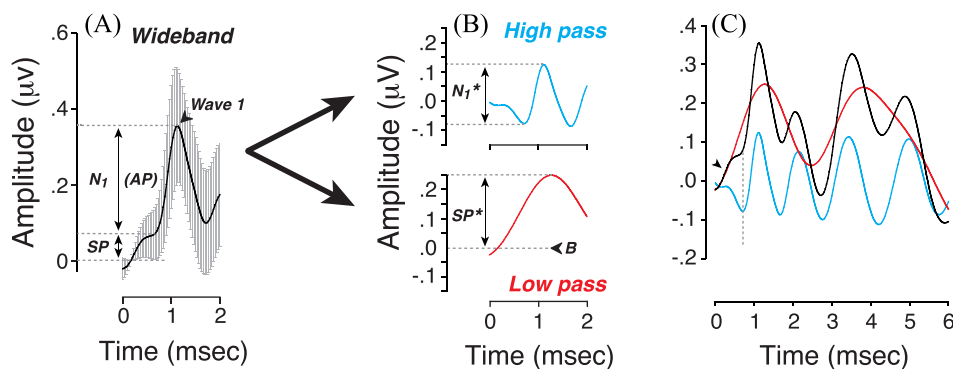 (A)
Wideband
Amplitude (μv)
.6
.4
.2
0
Wave 1
N1
(AP)
SP
0
1
2
Time (msec)
(B)
High pass
Amplitude (μV)
.2
.1
.0
-.1
N1*
.2
.1
.0
-.1
SP*
B
Low pass
0
1
2
Time (msec)
(C)
.4
.3
.2
.1
.0
-.1
.2
0
1
2
3
4
5
6
Time (msec)